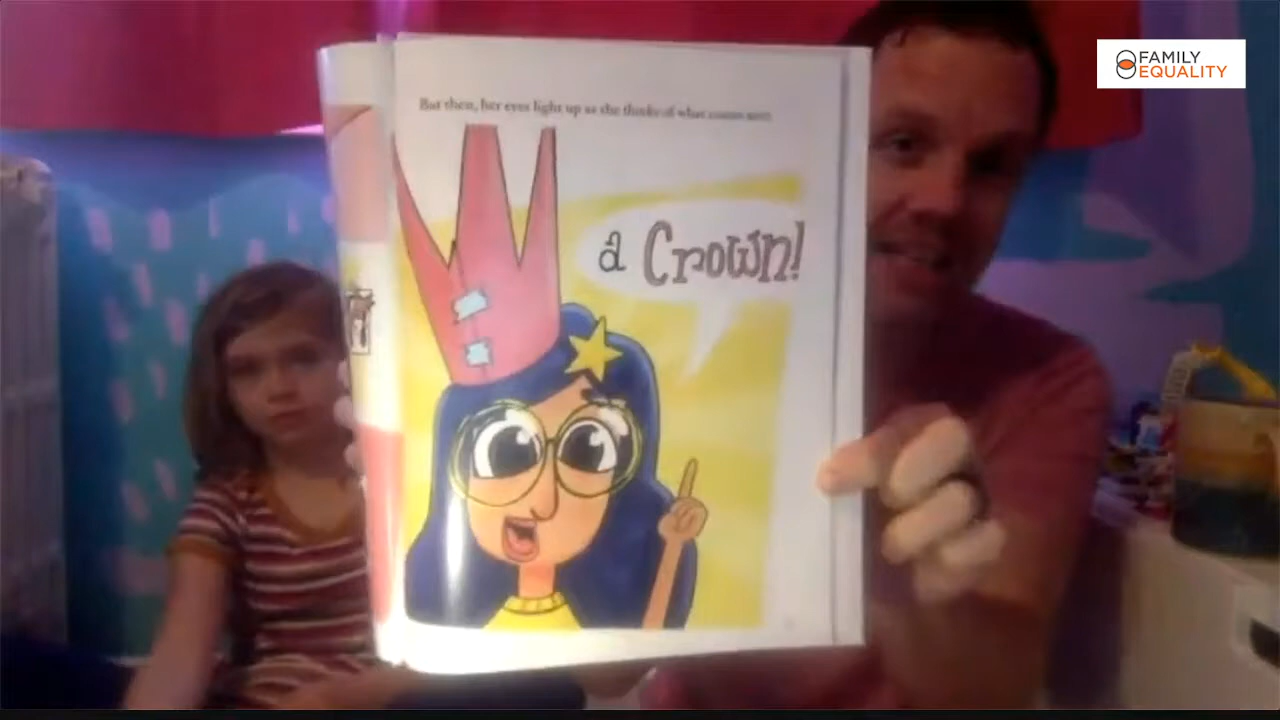 FAMILY
EQUALITY
But then, her eyes light up as she thinks of what comes next:
a Crown!